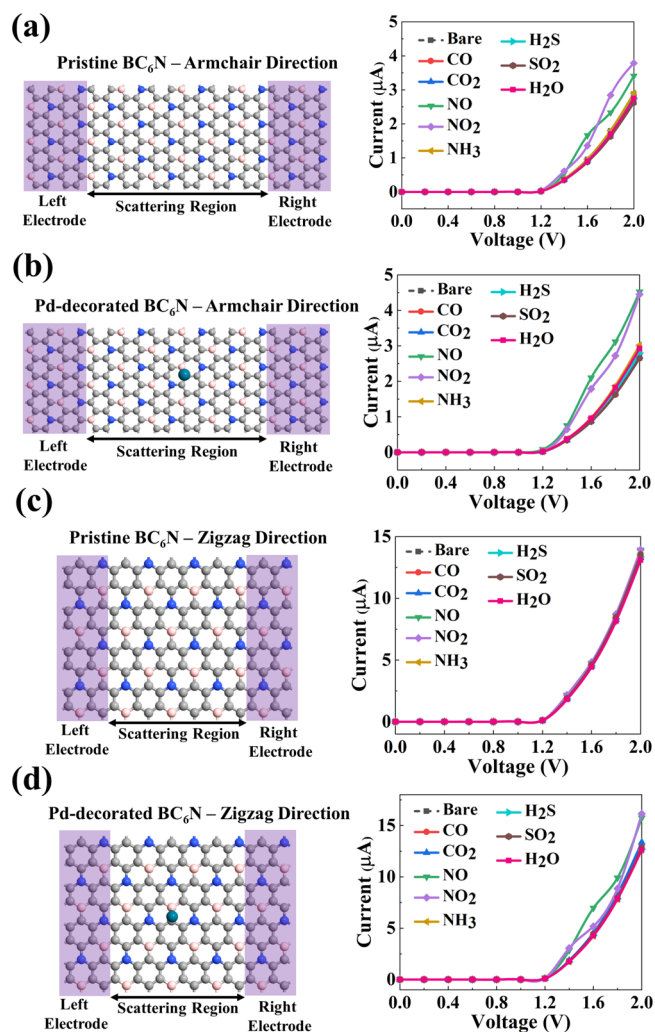 (a)
Pristine BC6N – Armchair Direction
Left
Electrode
Scattering Region
Right
Electrode
Current (μA)
5
4
3
2
1
0
0.0 0.4 0.8 1.2 1.6 2.0
Voltage (V)
Bare
CO
CO2
NO
NO2
NH3
H2S
SO2
H2O
(b)
Pd-decorated BC6N – Armchair Direction
Left
Electrode
Scattering Region
Right
Electrode
Current (μA)
5
4
3
2
1
0
0.0 0.4 0.8 1.2 1.6 2.0
Voltage (V)
Bare
CO
CO2
NO
NO2
NH3
H2S
SO2
H2O
(c)
Pristine BC6N – Zigzag Direction
Left
Electrode
Scattering Region
Right
Electrode
Current (μA)
15
10
5
0
0.0 0.4 0.8 1.2 1.6 2.0
Voltage (V)
Bare
CO
CO2
NO
NO2
NH3
H2S
SO2
H2O
(d)
Pd-decorated BC6N – Zigzag Direction
Left
Electrode
Scattering Region
Right
Electrode
Current (μA)
15
10
5
0
0.0 0.4 0.8 1.2 1.6 2.0
Voltage (V)
Bare
CO
CO2
NO
NO2
NH3
H2S
SO2
H2O